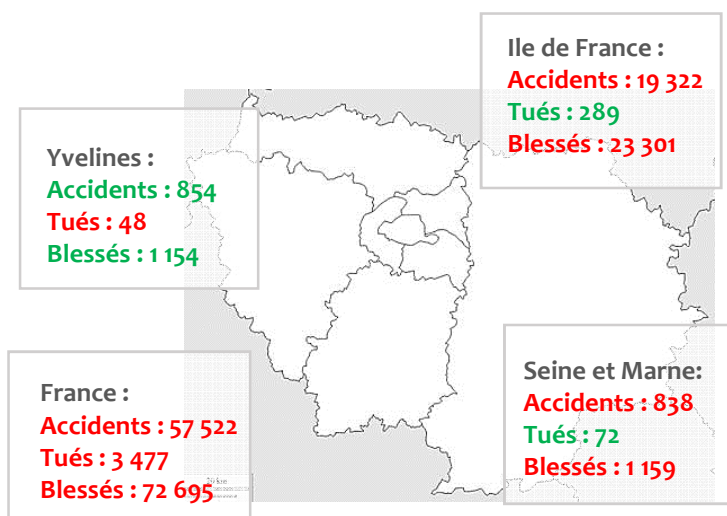 Ile de France :
Accidents : 19 322
Tués : 289
Blessés : 23 301
Yvelines :
Accidents : 854
Tués : 48
Blessés : 1 154
France :
Accidents : 57 522
Tués : 3 477
Blessés : 72 695
Seine et Marne:
Accidents : 838
Tués : 72
Blessés : 1 159